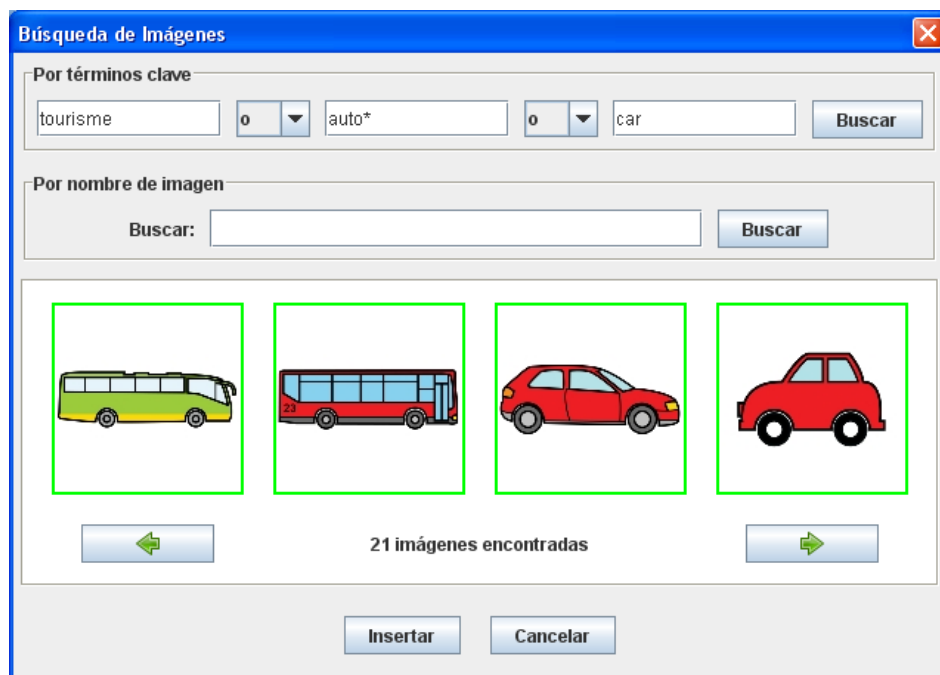 Búsqueda de Imágenes
Por términos clave
tourisme o auto* o car Buscar
Por nombre de imagen
Buscar: Buscar
23
21 imágenes encontradas
Insertar Cancelar